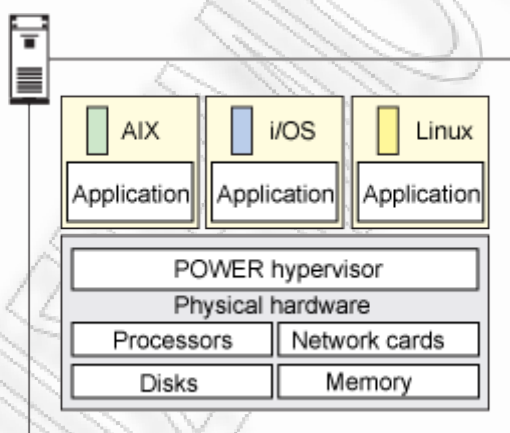 AIX i/OS Linux
Application Application Application
POWER hypervisor
Physical hardware
Processors Network cards
Disks Memory